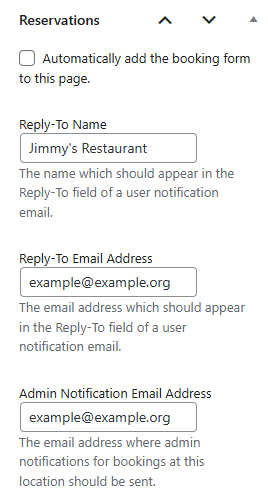 Reservations
Automatically add the booking form
to this page.
Reply-To Name
Jimmy's Restaurant
The name which should appear in the
Reply-To field of a user notification
email.
Reply-To Email Address
example@example.org
The email address which should appear
in the Reply-To field of a user
notification email.
Admin Notification Email Address
example@example.org
The email address where admin
notifications for bookings at this
location should be sent.